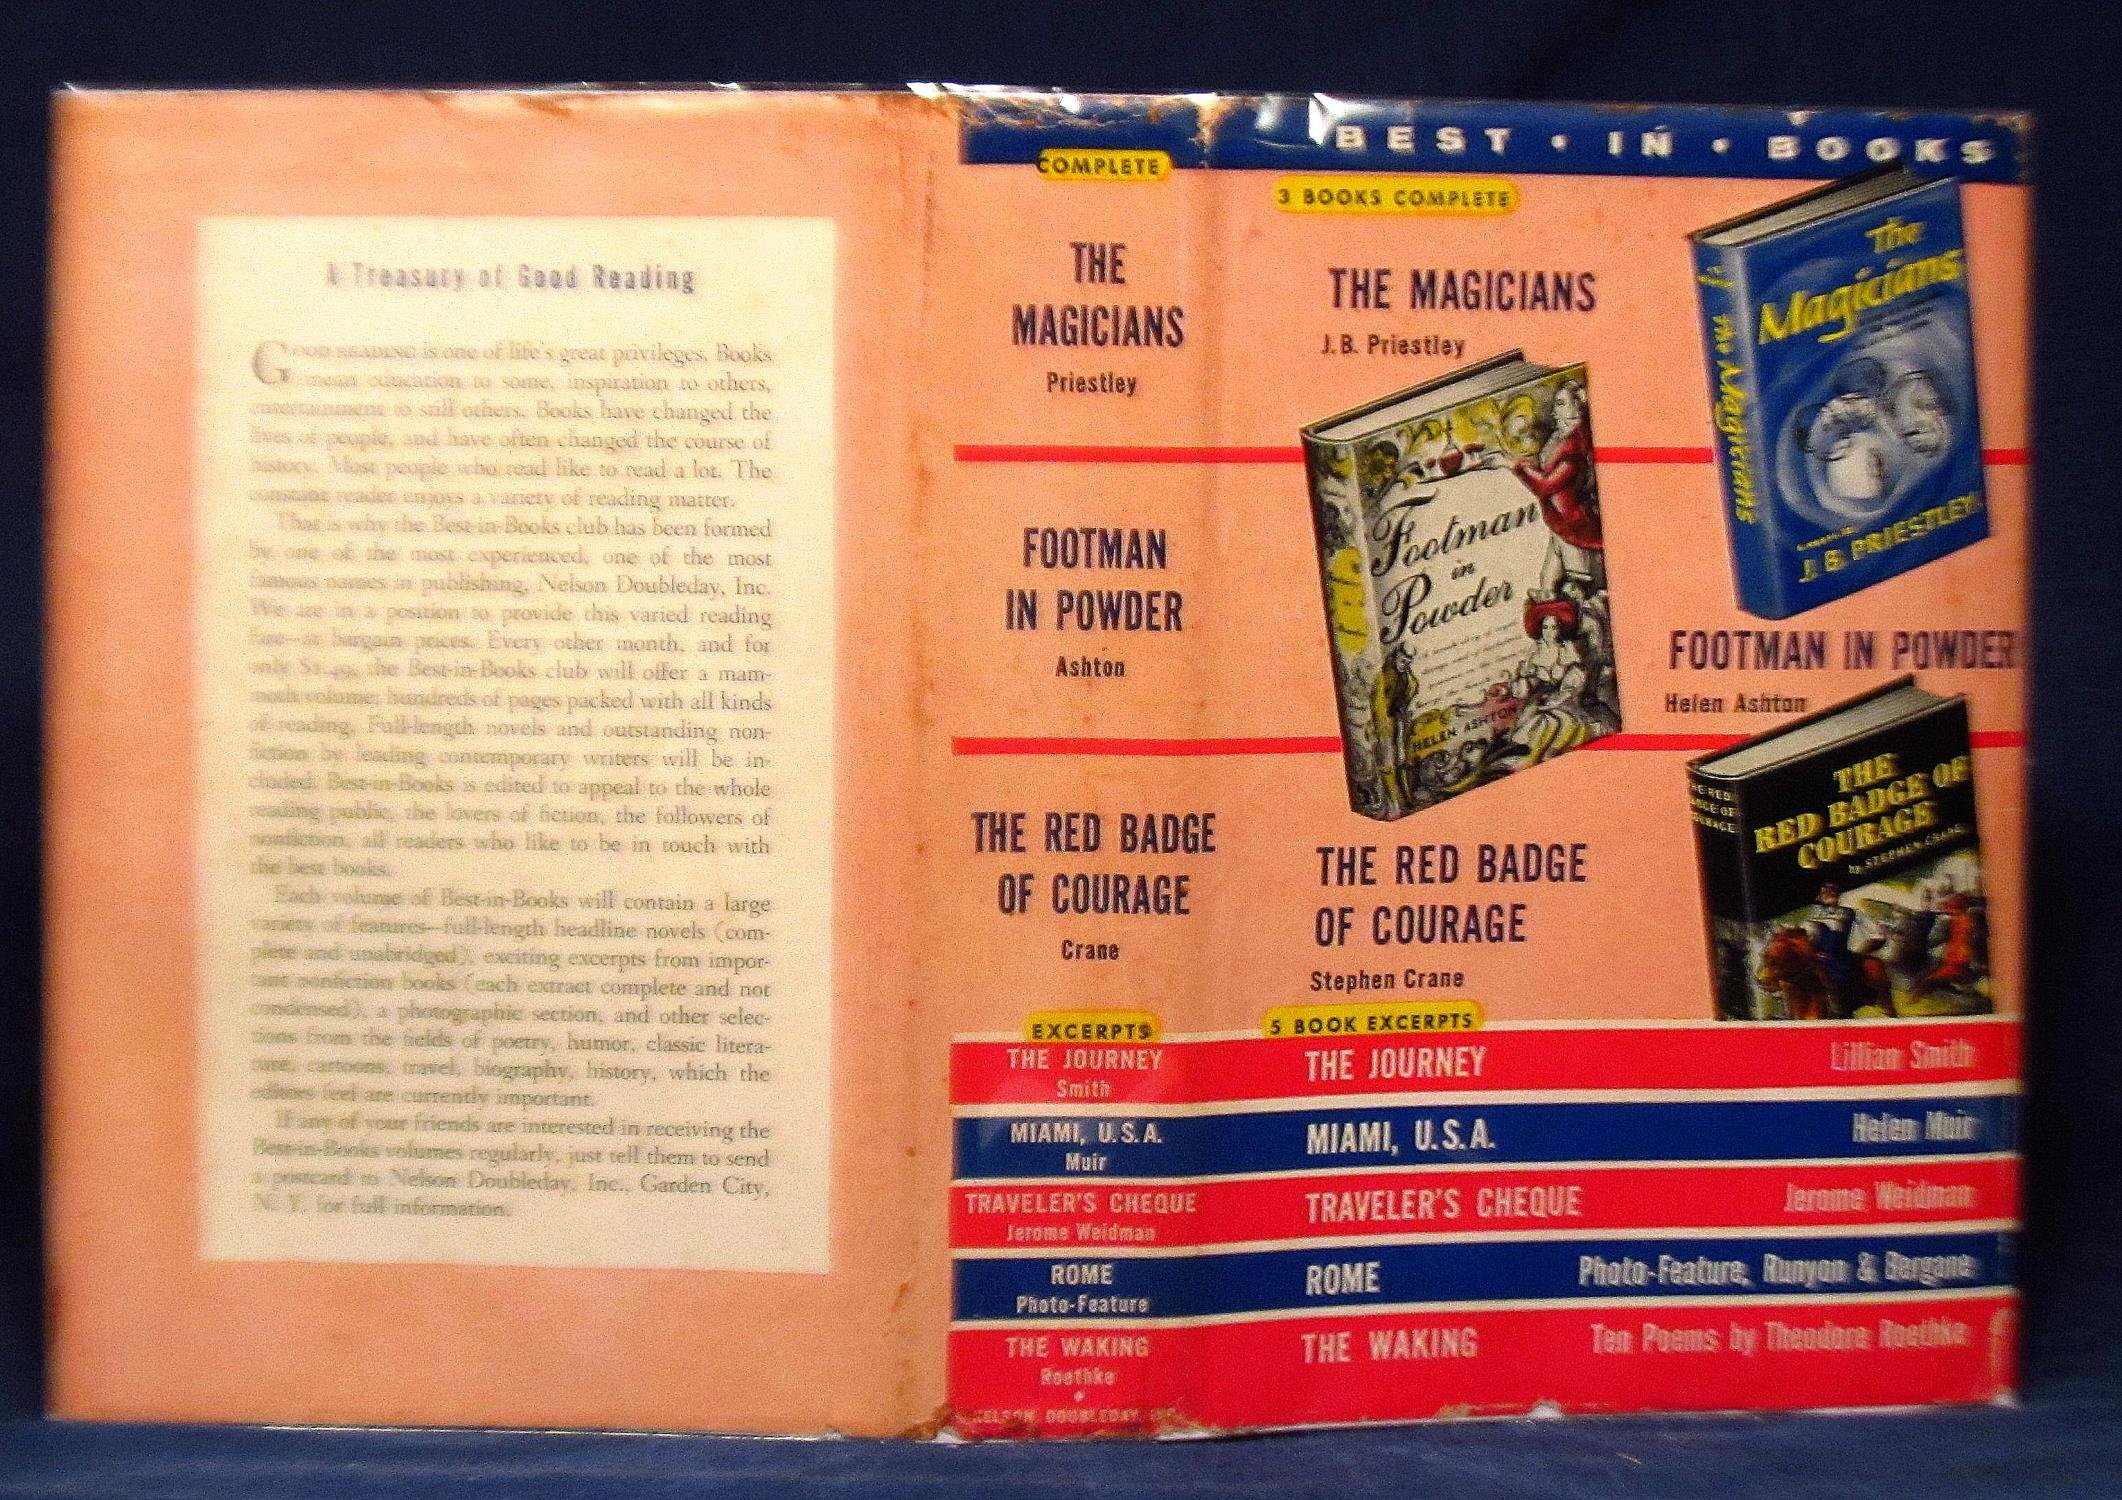 A Treasury of Good Reading
GOOD READING is one of life's great privileges. Books
mean education to some, inspiration to others,
entertainment to still others. Books have changed the
lives of people, and have often changed the course of
history. Most people who read like to read a lot. The
constant reader enjoys a variety of reading matter.
That is why the Best-in-Books club has been formed
by one of the most experienced, one of the most
famous names in publishing, Nelson Doubleday, Inc.
We are in a position to provide this varied reading
fare—at bargain prices. Every other month, and for
only $1.49, the Best-in-Books club will offer a mam-
moth volume; hundreds of pages packed with all kinds
of reading. Full-length novels and outstanding non-
fiction by leading contemporary writers will be in-
cluded. Best-in-Books is edited to appeal to the whole
reading public, the lovers of fiction, the followers of
nonfiction, all readers who like to be in touch with
the best books.
Each volume of Best-in-Books will contain a large
variety of features—full-length headline novels (com-
plete and unabridged), exciting excerpts from impor-
tant nonfiction books (each extract complete and not
condensed), a photographic section, and other selec-
tions from the fields of poetry, humor, classic litera-
ture, cartoons, travel, biography, history, which the
editors feel are currently important.
If any of your friends are interested in receiving the
Best-in-Books volumes regularly, just tell them to send
a postcard to Nelson Doubleday, Inc., Garden City,
N. Y. for full information.
COMPLETE
THE
MAGICIANS
Priestley
FOOTMAN
IN POWDER
Ashton
THE RED BADGE
OF COURAGE
Crane
EXCERPTS
THE JOURNEY
Smith
MIAMI, U.S.A.
Muir
TRAVELER'S CHEQUE
Jerome Weidman
ROME
Photo-Feature
THE WAKING
Roethke
NELSON DOUBLEDAY, INC.
BEST • IN • BOOKS
3 BOOKS COMPLETE
THE MAGICIANS
J.B. Priestley
The Magicians
The
Magicians
J. B. PRIESTLEY
Footman
in
Powder
HELEN ASHTON
FOOTMAN IN POWDER
Helen Ashton
THE RED BADGE
OF COURAGE
Stephen Crane
THE RED
BADGE OF
COURAGE
THE
RED BADGE OF
COURAGE
by STEPHEN CRANE
5 BOOK EXCERPTS
THE JOURNEY Lillian Smith
MIAMI, U.S.A. Helen Muir
TRAVELER'S CHEQUE Jerome Weidman
ROME Photo-Feature, Runyon & Bergane
THE WAKING Ten Poems by Theodore Roethke